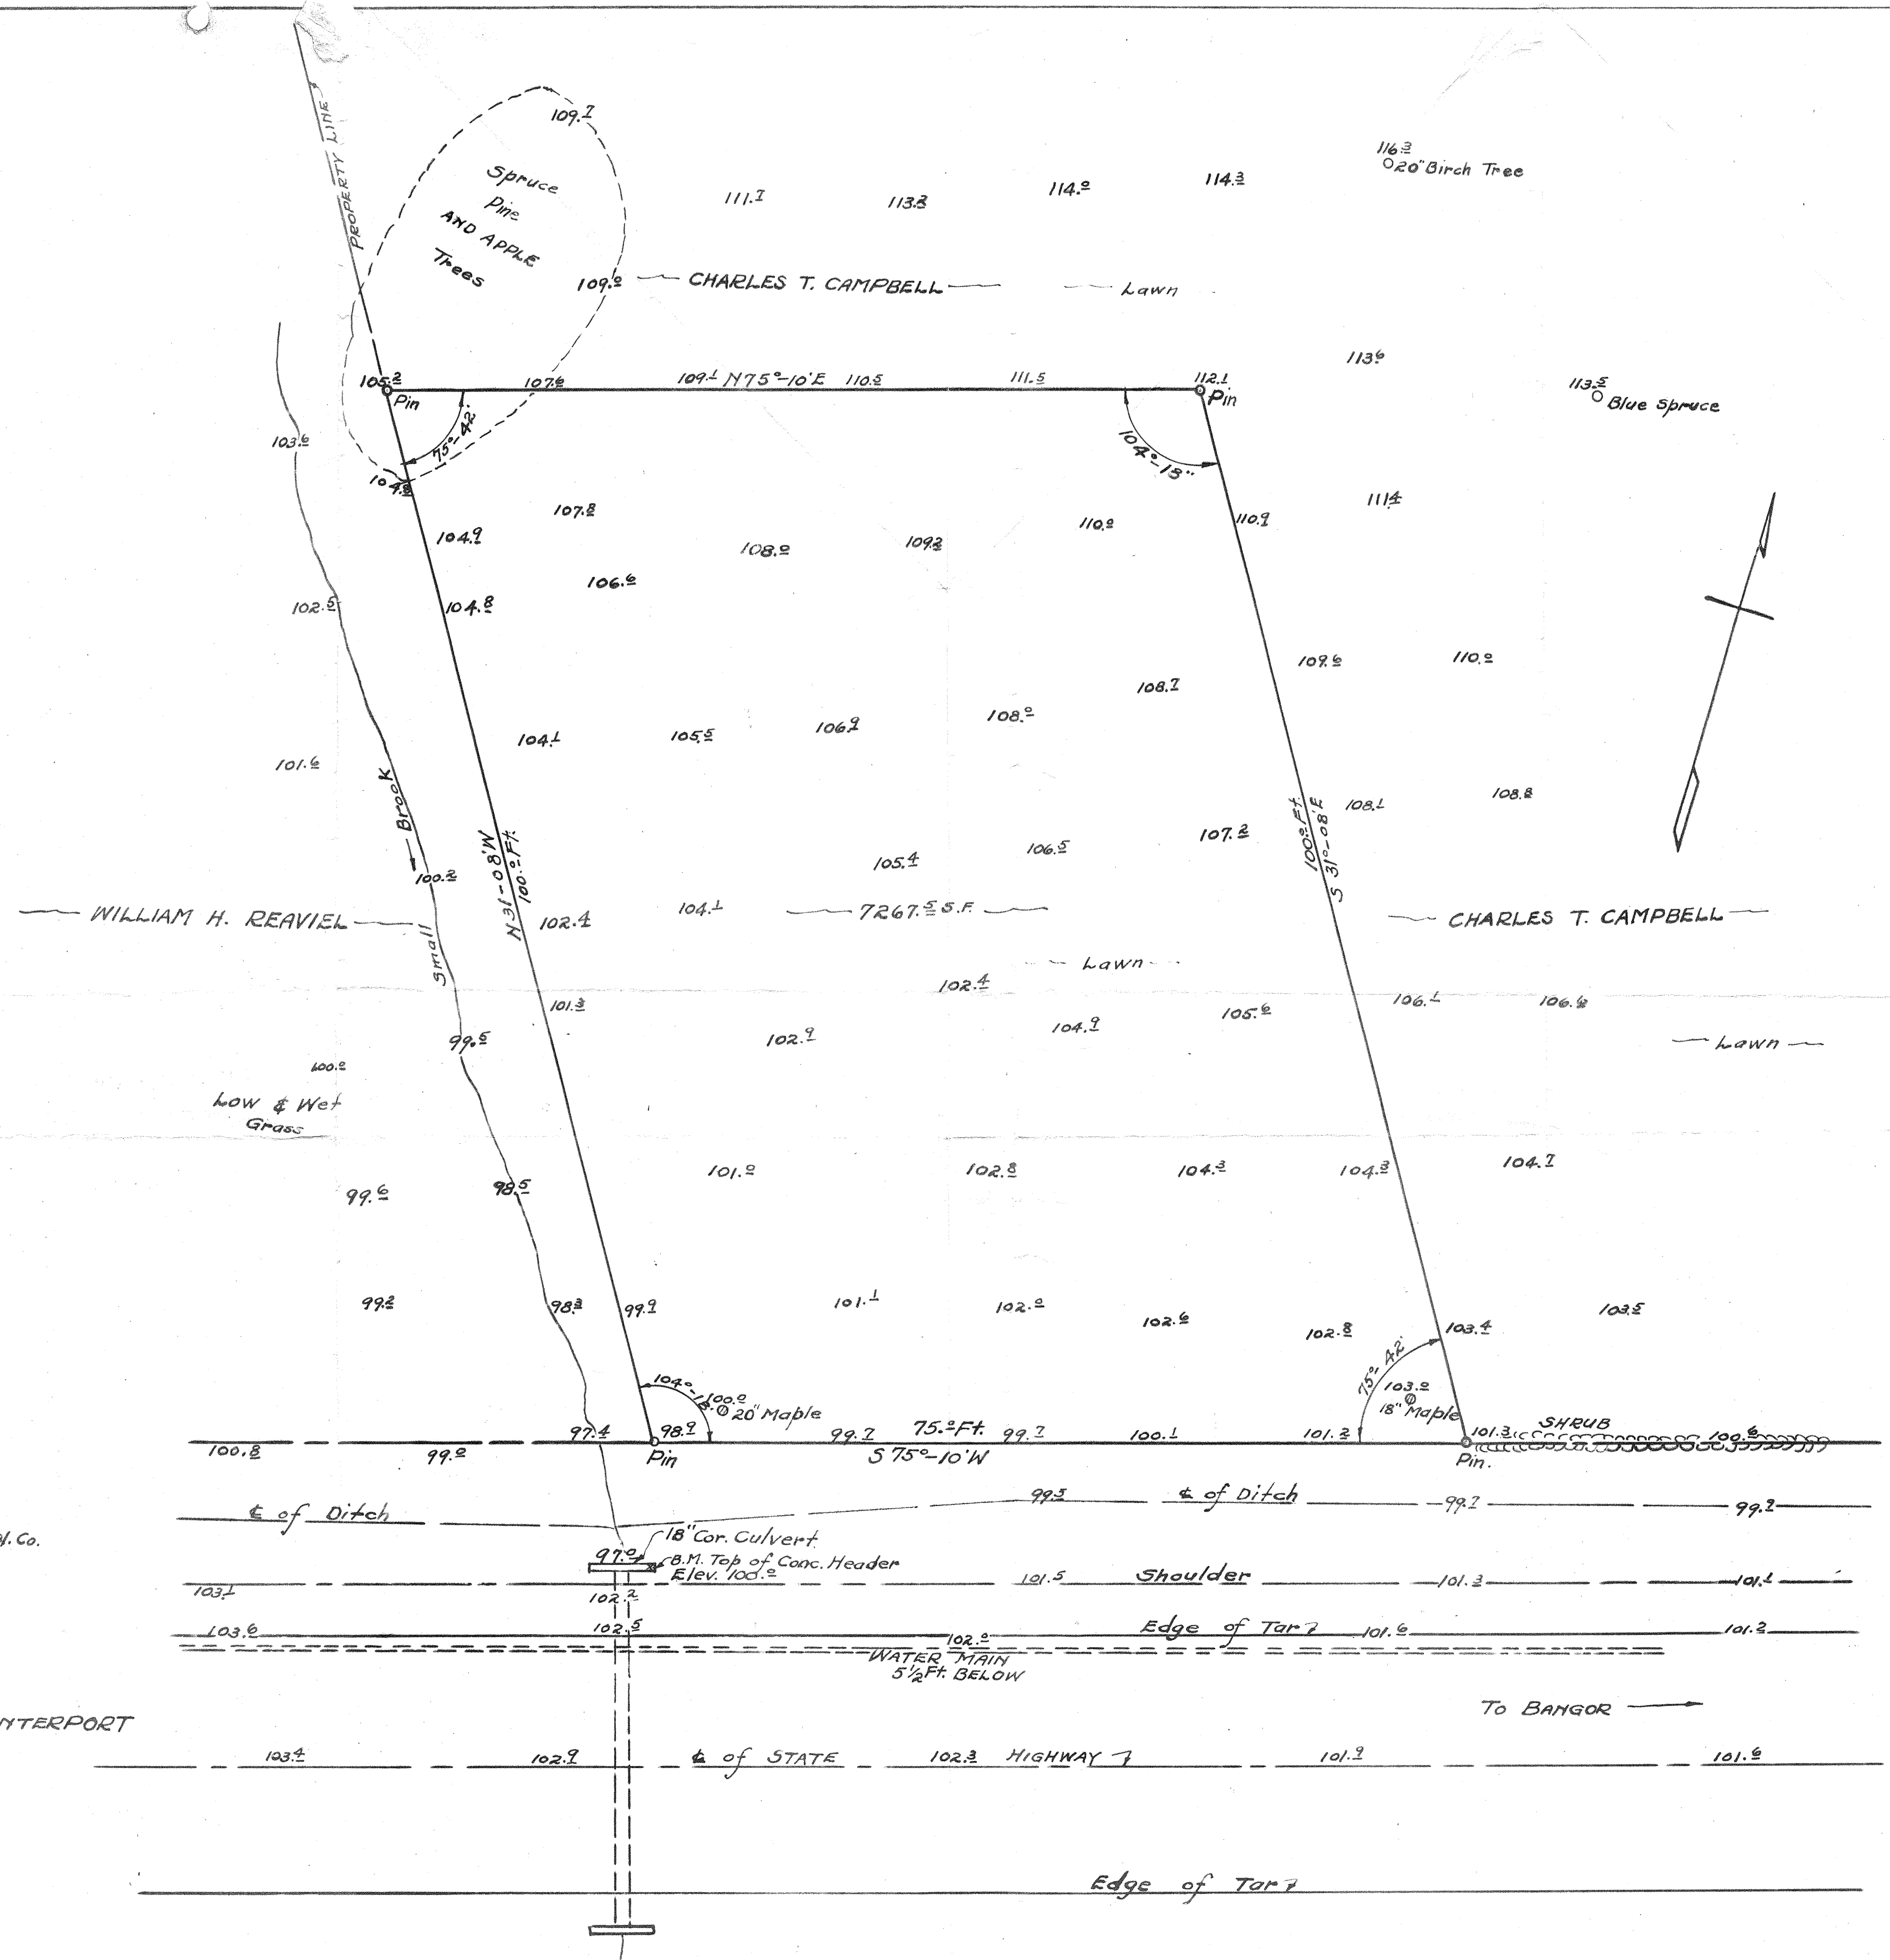 PROPERTY LINE
109.7
Spruce
Pine
AND APPLE
Trees
111.7
113.3
114.0
114.3
116.3
20" Birch Tree
109.0
CHARLES T. CAMPBELL
Lawn
113.6
113.5
Blue Spruce
105.2
Pin
107.6
109.1
N75°-10'E
110.5
111.5
112.1
Pin
75°-42'
104°-18"
103.6
104.8
107.8
104.9
108.0
109.2
110.0
110.9
111.4
106.6
102.5
104.8
109.6
110.0
108.7
108.0
106.9
105.5
104.1
101.6
Brook
108.1
108.8
N31-08'W
100.0 Ft.
100.0 Ft.
S 31°-08'E
107.2
106.5
105.4
100.2
WILLIAM H. REAVIEL
Small
102.4
104.1
7267.5 S.F.
CHARLES T. CAMPBELL
Lawn
102.4
101.3
102.9
104.9
105.6
106.1
106.6
Lawn
99.5
100.0
Low & Wet
Grass
99.6
98.5
101.0
102.8
104.3
104.3
104.7
99.2
98.3
99.9
101.1
102.0
102.6
102.8
103.4
103.5
104°-18
100.0
20" Maple
75°-42'
103.0
18" Maple
100.8
99.0
97.4
98.9
Pin
99.7
75.0 Ft.
99.7
S 75°-10'W
100.1
101.2
101.3
Pin.
SHRUB
100.6
℄ of Ditch
99.5
℄ of Ditch
99.7
99.9
d. Co.
18" Cor. Culvert
97.0
B.M. Top of Conc. Header
Elev. 100.0
103.1
102.2
101.5
Shoulder
101.3
101.1
103.6
102.5
102.0
Edge of Tar
101.6
101.2
WATER MAIN
5½ Ft. BELOW
To BANGOR
NTERPORT
103.4
102.9
℄ of STATE
102.3
HIGHWAY
101.9
101.6
Edge of Tar